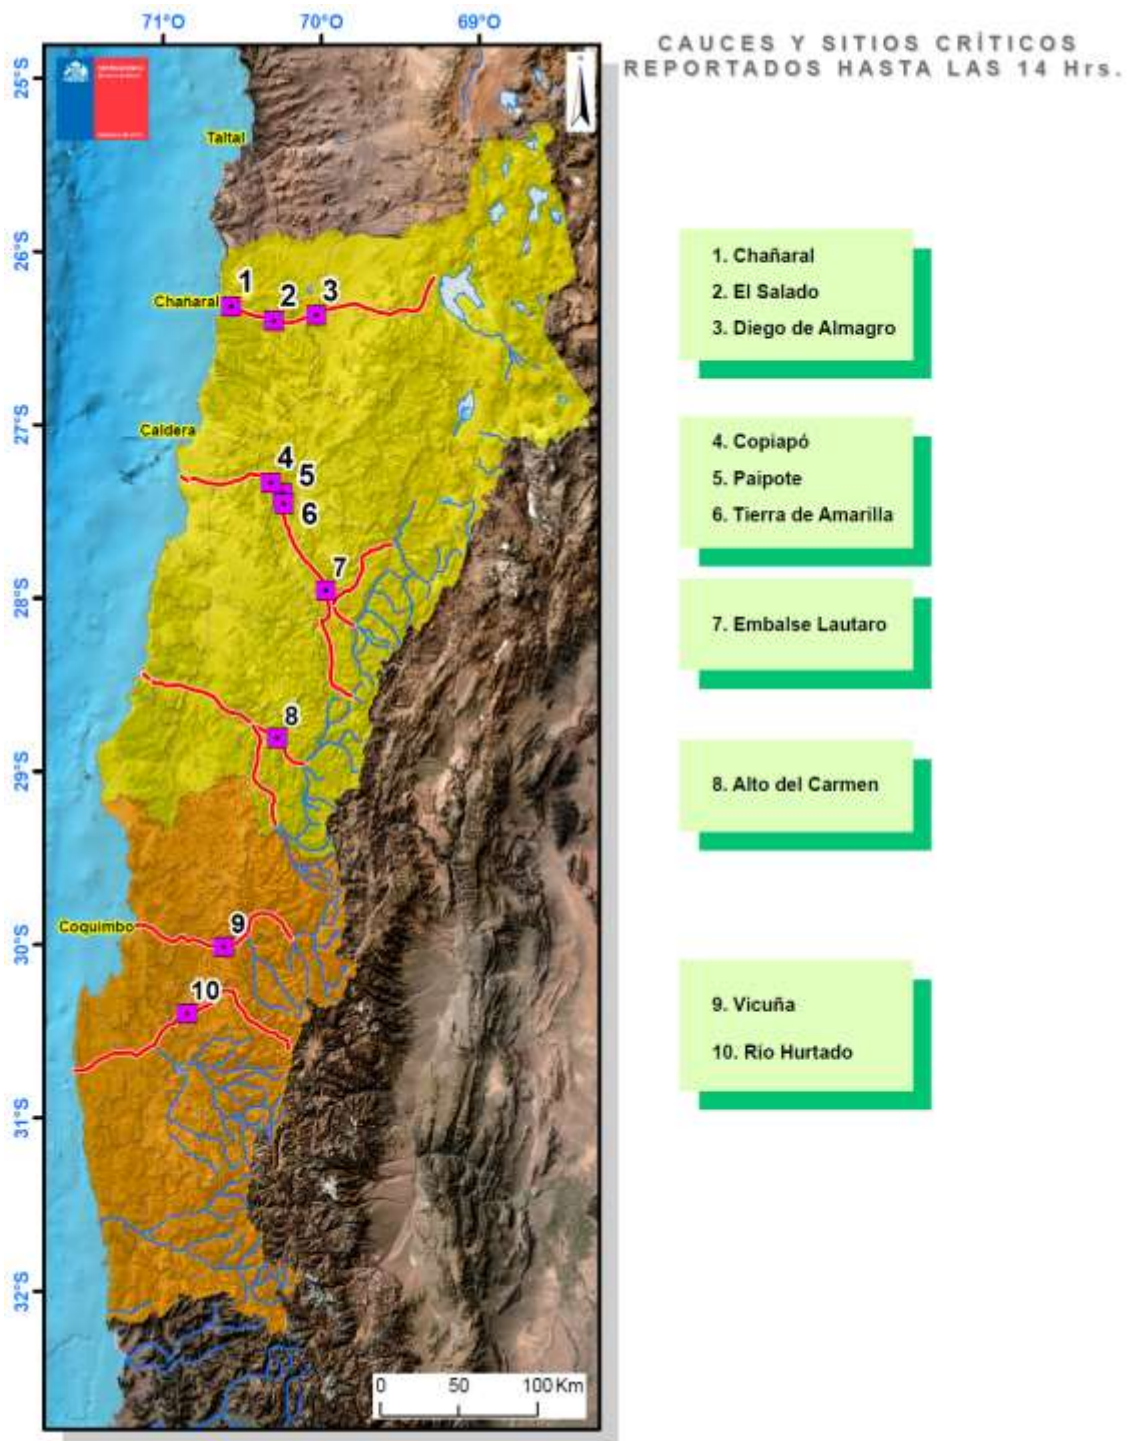 71°O 70°O 69°O
CAUCES Y SITIOS CRÍTICOS
REPORTADOS HASTA LAS 14 Hrs.
25°S
Taltal
26°S
Chañaral
1
2
3
1. Chañaral
2. El Salado
3. Diego de Almagro
27°S
Caldera
4
5
6
4. Copiapó
5. Paipote
6. Tierra de Amarilla
7
28°S
7. Embalse Lautaro
8
29°S
8. Alto del Carmen
Coquimbo
9
30°S
10
9. Vicuña
10. Río Hurtado
31°S
32°S
0 50 100 Km